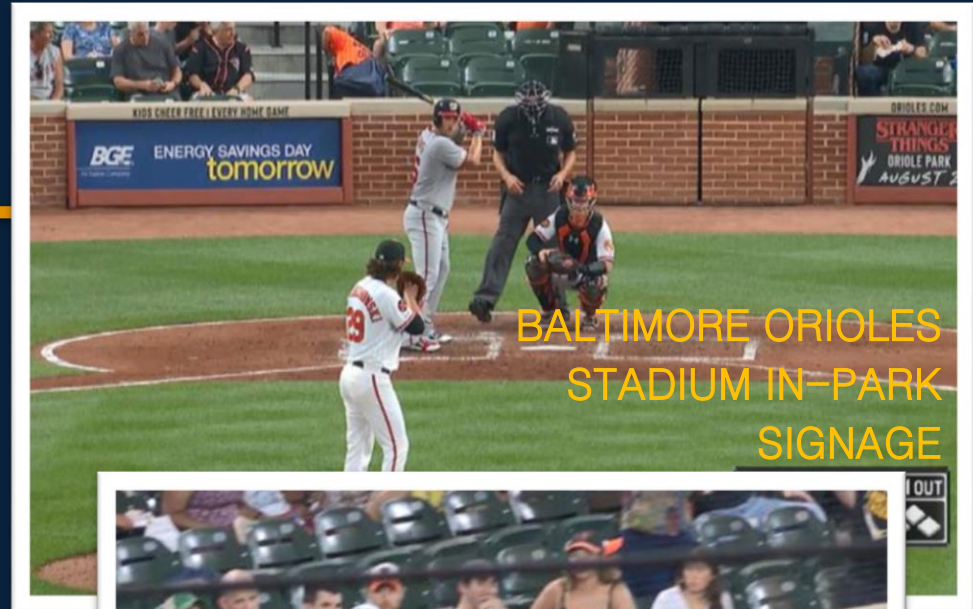 KIDS CHEER FREE | EVERY HOME GAME
BGE
ENERGY SAVINGS DAY
tomorrow
ORIOLES.COM
STRANGER
THINGS
ORIOLE PARK
AUGUST 2
29
BALTIMORE ORIOLES
STADIUM IN-PARK
SIGNAGE
OUT